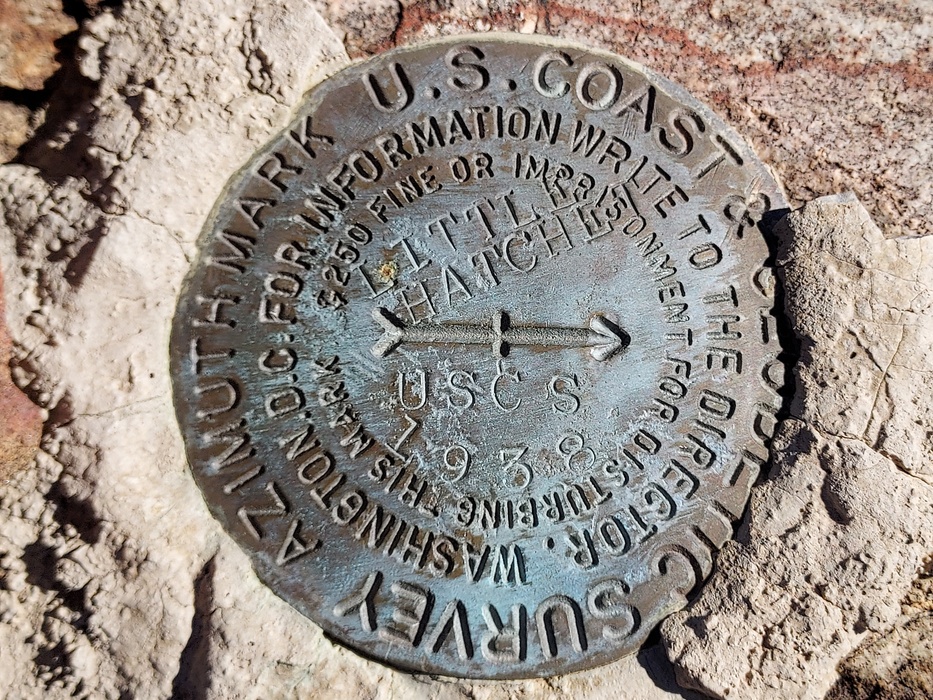 U.S. COAST & GEODETIC SURVEY
AZIMUTH MARK
FOR INFORMATION WRITE TO THE DIRECTOR. WASHINGTON, D.C.
$250 FINE OR IMPRISONMENT FOR DISTURBING THIS MARK
LITTLE
HATCHET
USCS
1938